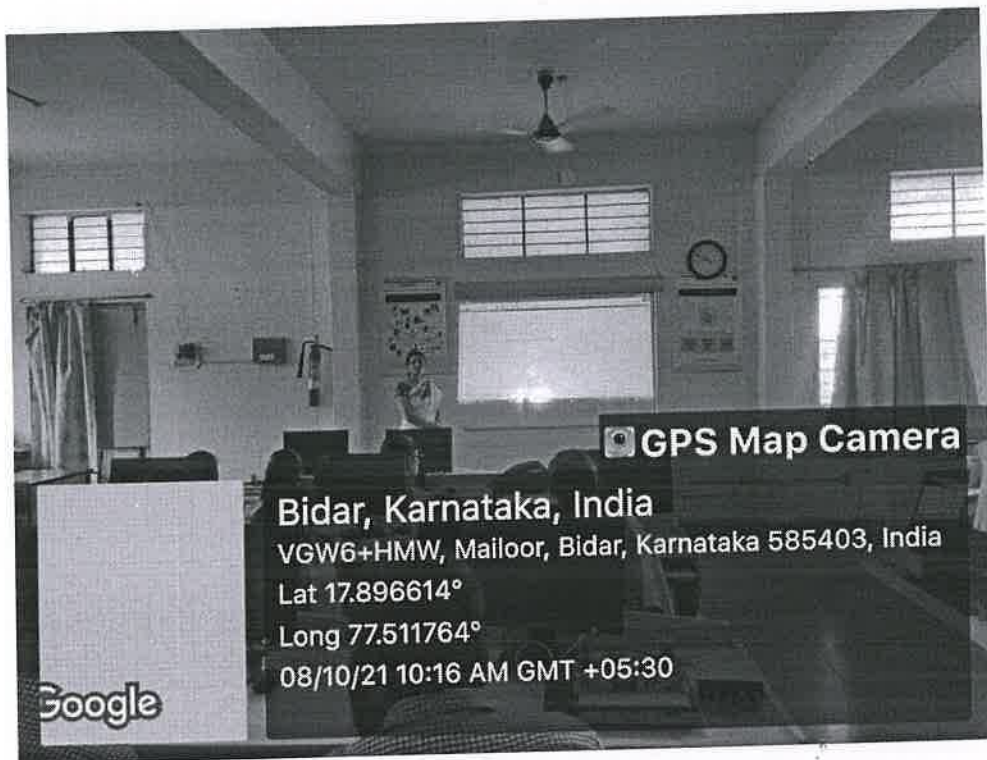 GPS Map Camera
Bidar, Karnataka, India
VGW6+HMW, Mailoor, Bidar, Karnataka 585403, India
Lat 17.896614°
Long 77.511764°
08/10/21 10:16 AM GMT +05:30
Google